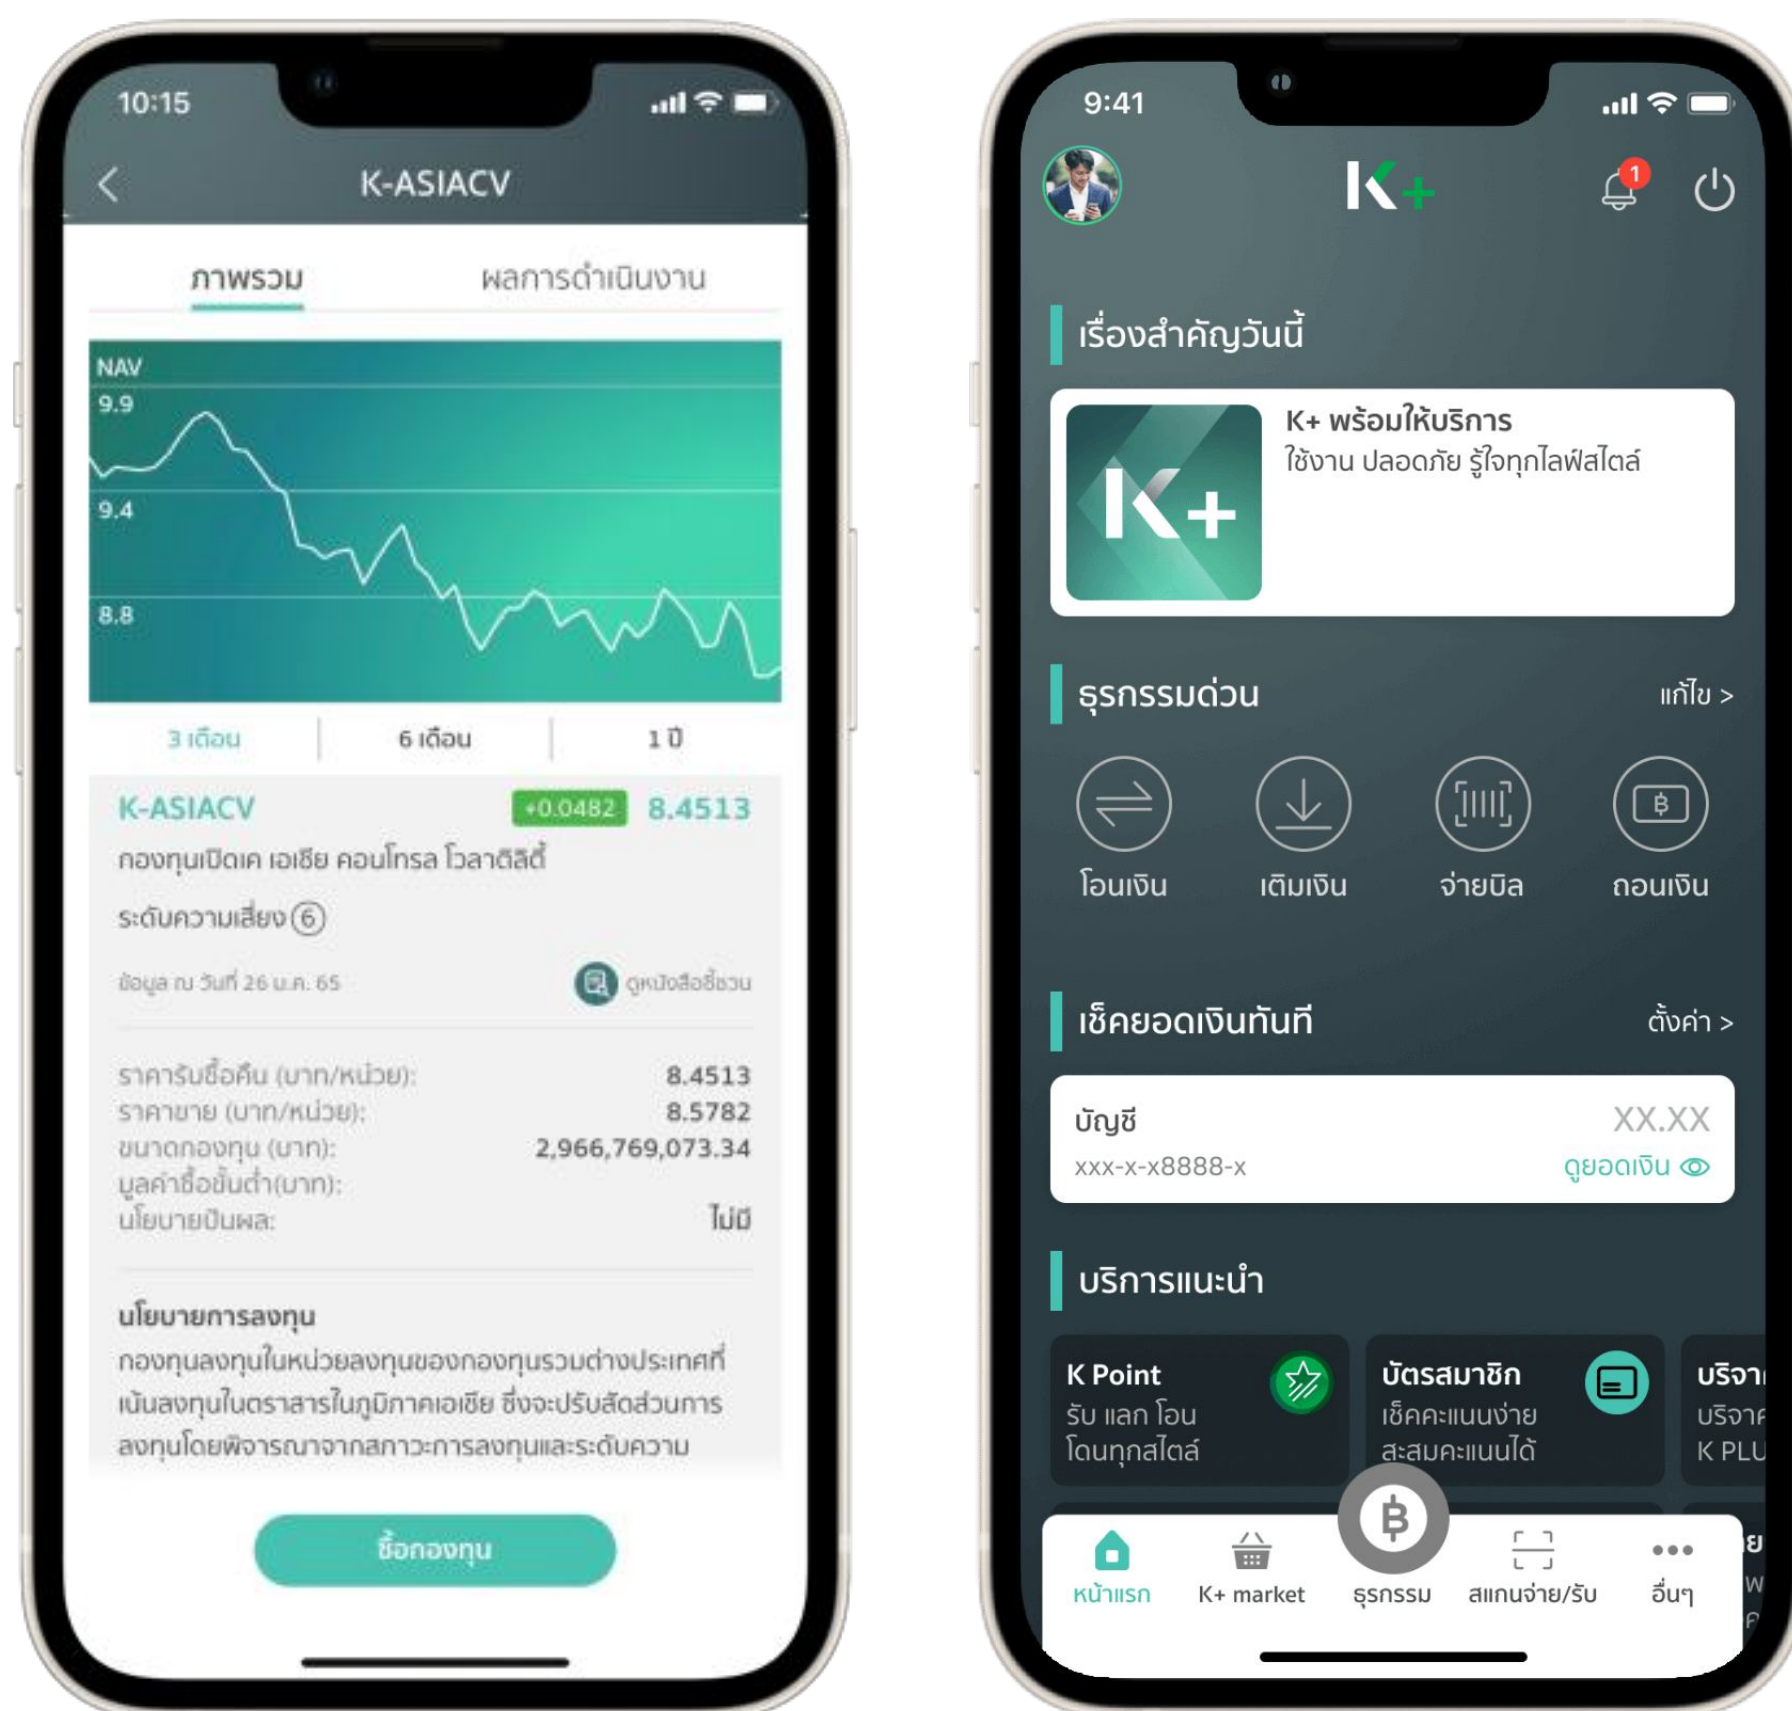 10:15
K-ASIACV
ภาพรวม
ผลการดำเนินงาน
NAV
9.9
9.4
8.8
3 เดือน
6 เดือน
1 ปี
K-ASIACV
+0.0482
8.4513
กองทุนเปิดเค เอเชีย คอนโทรล โวลาติลิตี้
ระดับความเสี่ยง 6
ข้อมูล ณ วันที่ 26 ม.ค. 65
ดูหนังสือชี้ชวน
ราคารับซื้อคืน (บาท/หน่วย): 8.4513
ราคาขาย (บาท/หน่วย): 8.5782
ขนาดกองทุน (บาท): 2,966,769,073.34
มูลค่าซื้อขั้นต่ำ(บาท):
นโยบายปันผล: ไม่มี
นโยบายการลงทุน
กองทุนลงทุนในหน่วยลงทุนของกองทุนรวมต่างประเทศที่
เน้นลงทุนในตราสารในภูมิภาคเอเชีย ซึ่งจะปรับสัดส่วนการ
ลงทุนโดยพิจารณาจากสภาวะการลงทุนและระดับความ
ซื้อกองทุน
9:41
K+
1
เรื่องสำคัญวันนี้
K+
K+ พร้อมให้บริการ
ใช้งาน ปลอดภัย รู้ใจทุกไลฟ์สไตล์
ธุรกรรมด่วน
แก้ไข >
โอนเงิน
เติมเงิน
จ่ายบิล
ถอนเงิน
เช็คยอดเงินทันที
ตั้งค่า >
บัญชี
XX.XX
xxx-x-x8888-x
ดูยอดเงิน
บริการแนะนำ
K Point
รับ แลก โอน
โดนทุกสไตล์
บัตรสมาชิก
เช็คคะแนนง่าย
สะสมคะแนนได้
บริจา
บริจาค
K PLU
หน้าแรก
K+ market
ธุรกรรม
สแกนจ่าย/รับ
อื่นๆ